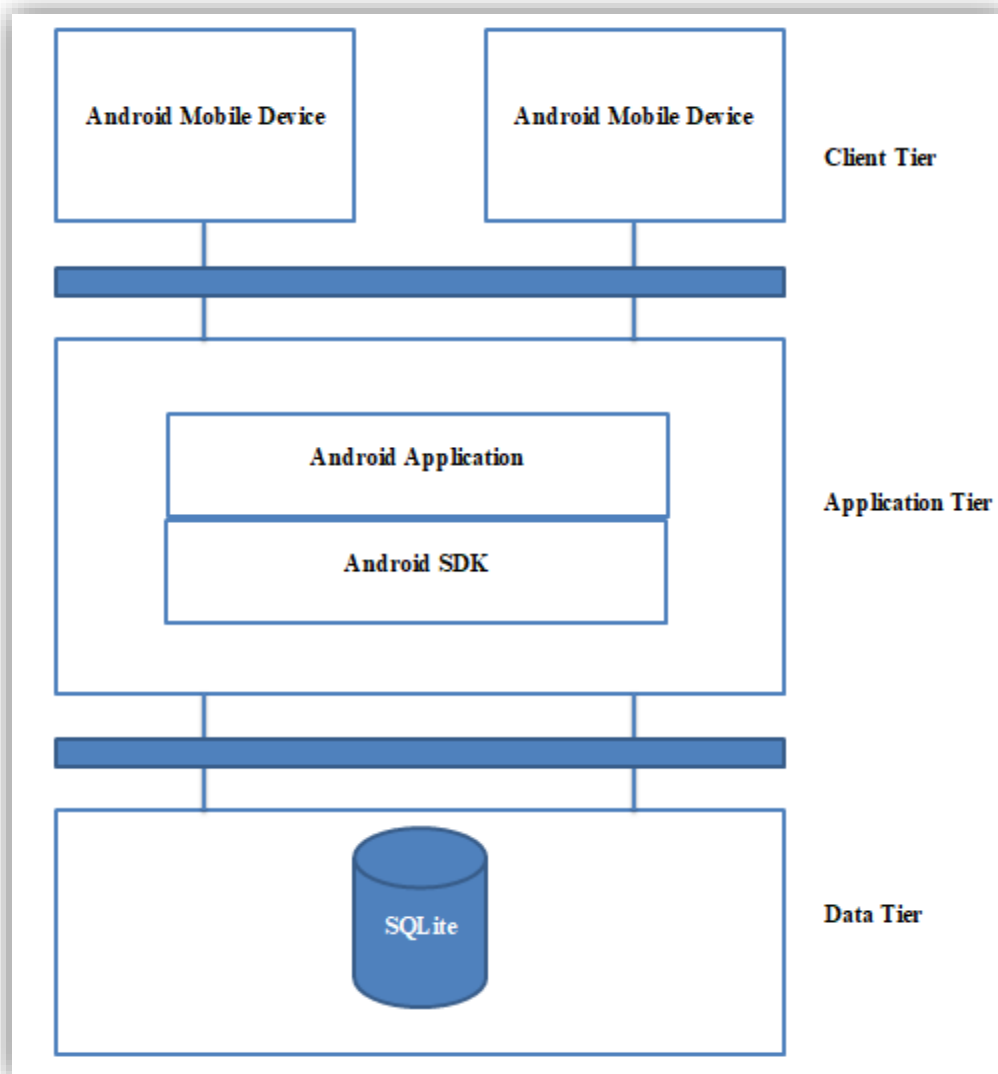 Android Mobile Device
Android Mobile Device
Client Tier
Android Application
Application Tier
Android SDK
SQLite
Data Tier